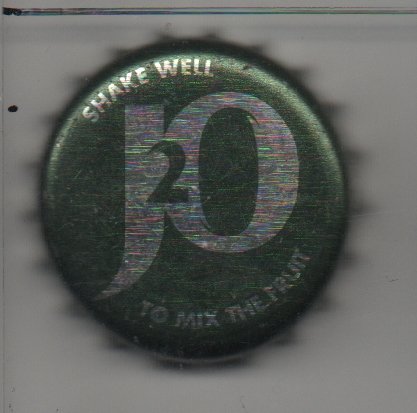 SHAKE WELL
J2O
TO MIX THE FRUIT